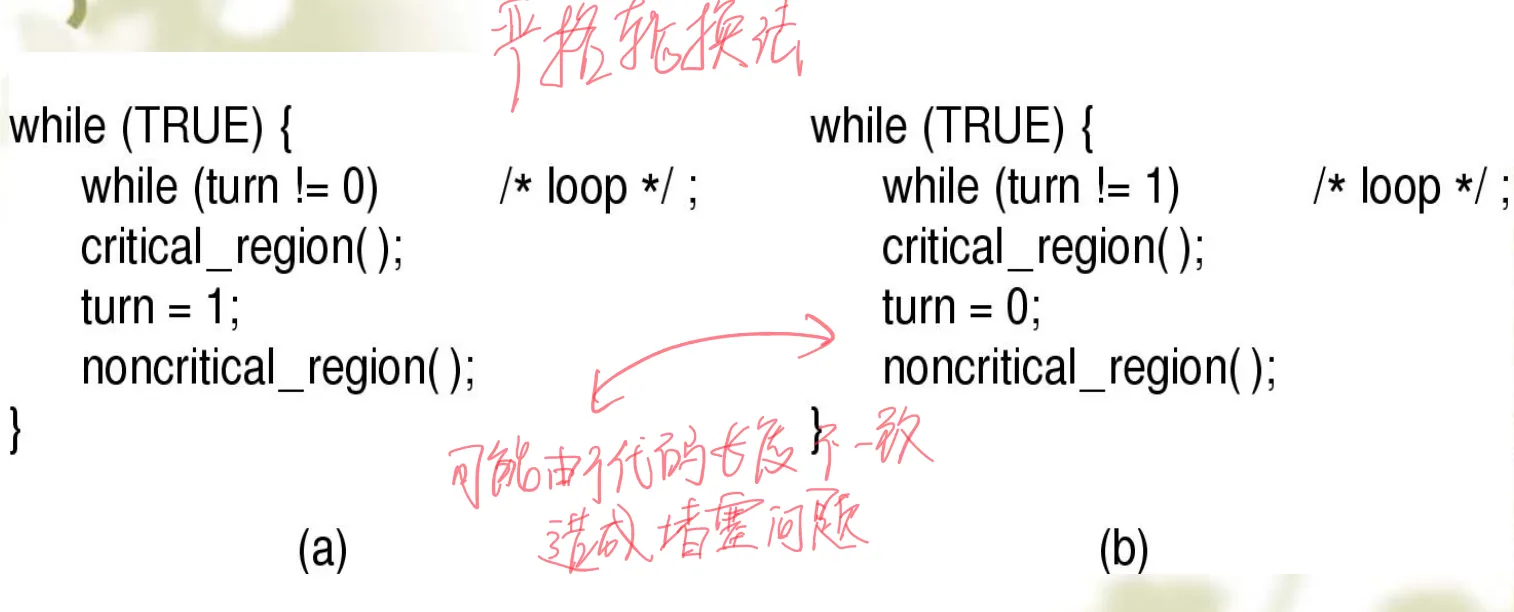 严格轮换法
while (TRUE) {
while (turn != 0) /* loop */ ;
critical_region( );
turn = 1;
noncritical_region( );
}
(a)
while (TRUE) {
while (turn != 1) /* loop */ ;
critical_region( );
turn = 0;
noncritical_region( );
}
(b)
可能由于代码长度不一致
造成堵塞问题